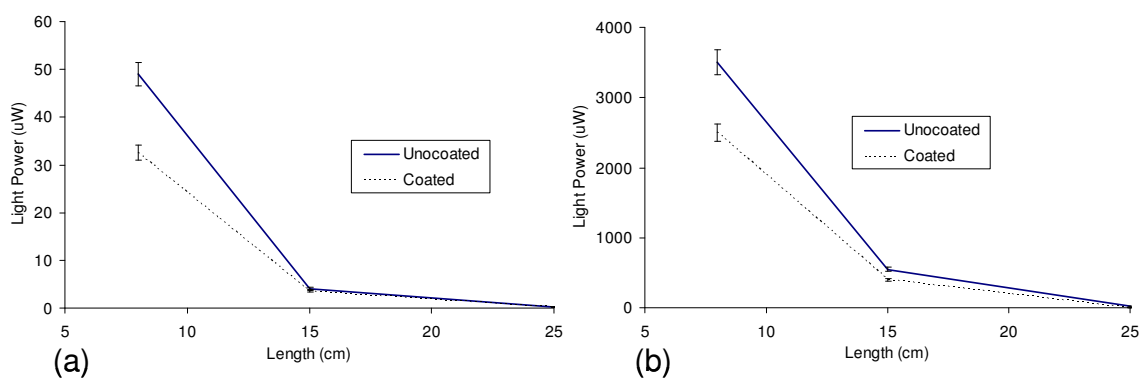 60
50
40
30
20
10
0
5 10 15 20 25
Light Power (uW)
Length (cm)
Unocoated
Coated
(a)
4000
3000
2000
1000
0
5 10 15 20 25
Light Power (uW)
Length (cm)
Unocoated
Coated
(b)